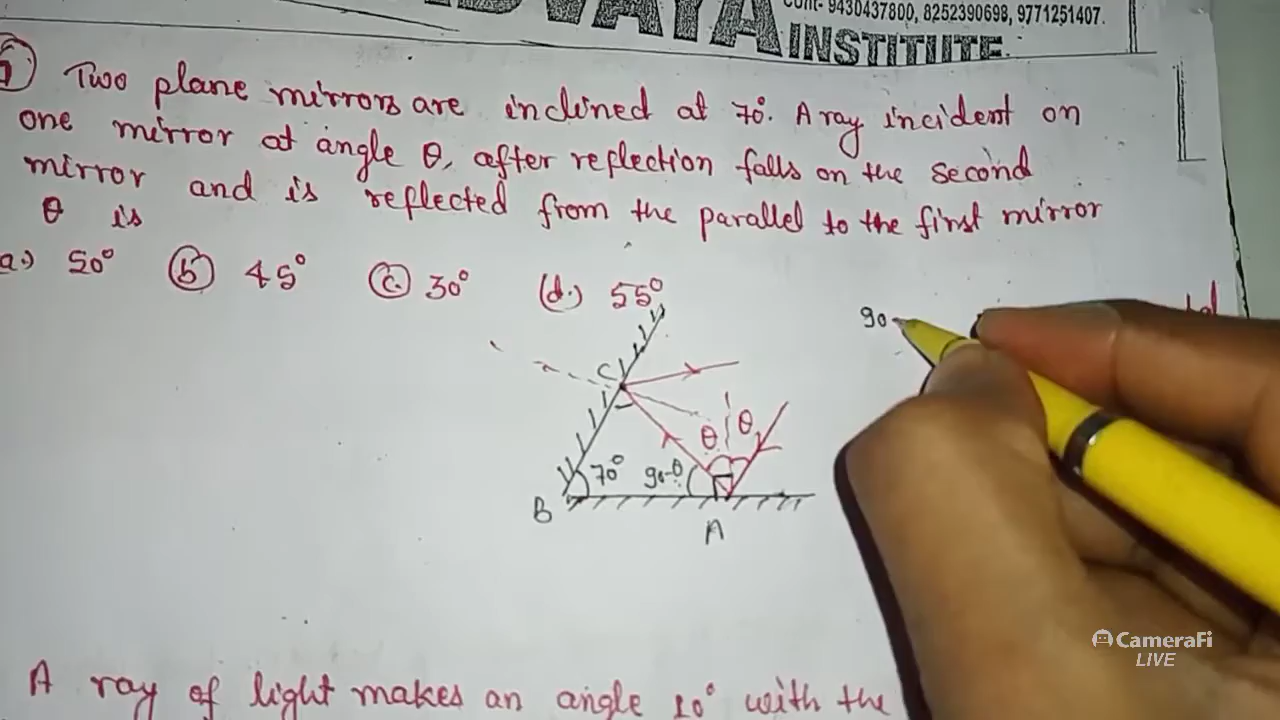 Cont- 9430437800, 8252390698, 9771251407.
INSTITUTE
Two plane mirrors are inclined at 70°. A ray incident on
one mirror at angle θ, after reflection falls on the second
mirror and is reflected from the parallel to the first mirror
θ is
a.) 50° (b) 45° (c.) 30° (d.) 55°
90
C
θ θ
70° 90-θ
B
A
CameraFi
LIVE
A ray of light makes an angle 10° with the